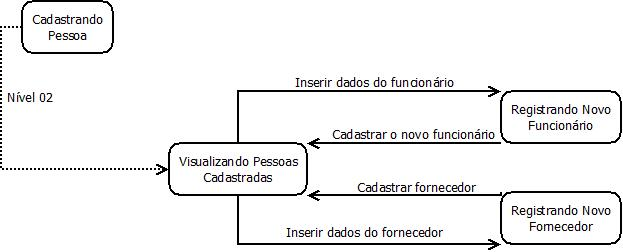 Cadastrando
Pessoa
Nível 02
Inserir dados do funcionário
Registrando Novo
Funcionário
Cadastrar o novo funcionário
Visualizando Pessoas
Cadastradas
Cadastrar fornecedor
Registrando Novo
Fornecedor
Inserir dados do fornecedor